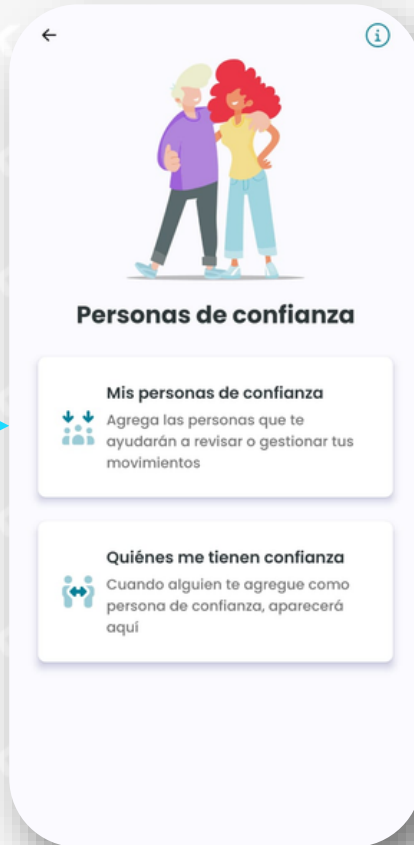 Personas de confianza
Mis personas de confianza
Agrega las personas que te
ayudarán a revisar o gestionar tus
movimientos
Quiénes me tienen confianza
Cuando alguien te agregue como
persona de confianza, aparecerá
aquí